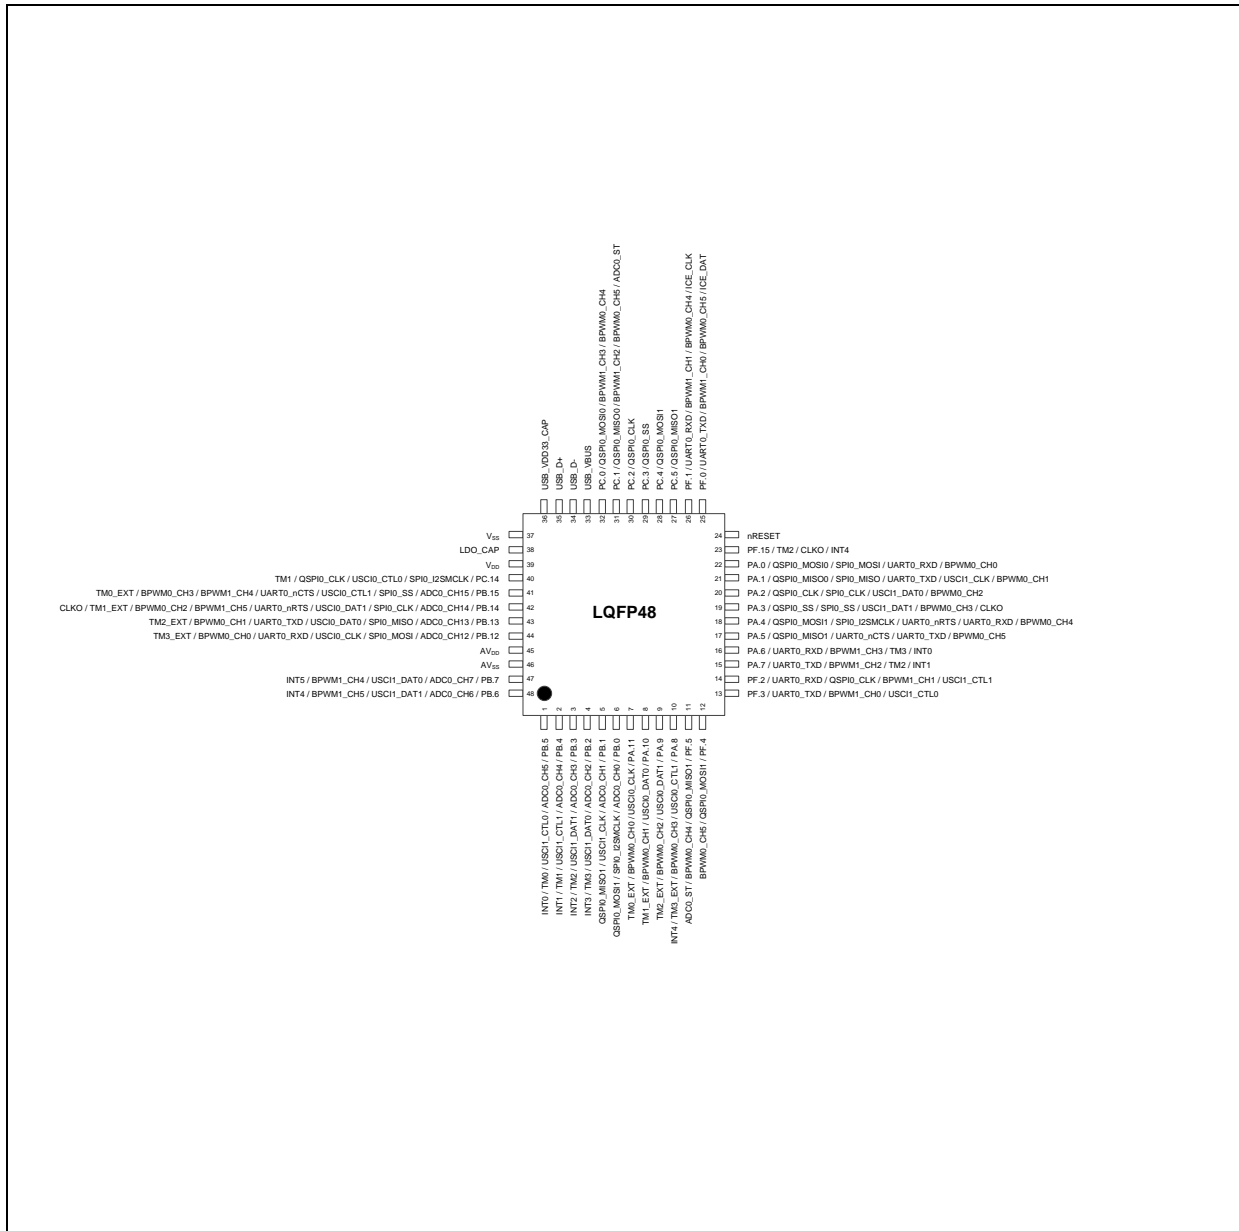 USB_VDD33_CAP
USB_D+
USB_D-
USB_VBUS
PC.0 / QSPI0_MOSI0 / BPWM1_CH3 / BPWM0_CH4
PC.1 / QSPI0_MISO0 / BPWM1_CH2 / BPWM0_CH5 / ADC0_ST
PC.2 / QSPI0_CLK
PC.3 / QSPI0_SS
PC.4 / QSPI0_MOSI1
PC.5 / QSPI0_MISO1
PF.1 / UART0_RXD / BPWM1_CH1 / BPWM0_CH4 / ICE_CLK
PF.0 / UART0_TXD / BPWM1_CH0 / BPWM0_CH5 / ICE_DAT
36 35 34 33 32 31 30 29 28 27 26 25
VSS 37
LDO_CAP 38
VDD 39
TM1 / QSPI0_CLK / USCI0_CTL0 / SPI0_I2SMCLK / PC.14 40
TM0_EXT / BPWM0_CH3 / BPWM1_CH4 / UART0_nCTS / USCI0_CTL1 / SPI0_SS / ADC0_CH15 / PB.15 41
CLKO / TM1_EXT / BPWM0_CH2 / BPWM1_CH5 / UART0_nRTS / USCI0_DAT1 / SPI0_CLK / ADC0_CH14 / PB.14 42
TM2_EXT / BPWM0_CH1 / UART0_TXD / USCI0_DAT0 / SPI0_MISO / ADC0_CH13 / PB.13 43
TM3_EXT / BPWM0_CH0 / UART0_RXD / USCI0_CLK / SPI0_MOSI / ADC0_CH12 / PB.12 44
AVDD 45
AVSS 46
INT5 / BPWM1_CH4 / USCI1_DAT0 / ADC0_CH7 / PB.7 47
INT4 / BPWM1_CH5 / USCI1_DAT1 / ADC0_CH6 / PB.6 48
LQFP48
24 nRESET
23 PF.15 / TM2 / CLKO / INT4
22 PA.0 / QSPI0_MOSI0 / SPI0_MOSI / UART0_RXD / BPWM0_CH0
21 PA.1 / QSPI0_MISO0 / SPI0_MISO / UART0_TXD / USCI1_CLK / BPWM0_CH1
20 PA.2 / QSPI0_CLK / SPI0_CLK / USCI1_DAT0 / BPWM0_CH2
19 PA.3 / QSPI0_SS / SPI0_SS / USCI1_DAT1 / BPWM0_CH3 / CLKO
18 PA.4 / QSPI0_MOSI1 / SPI0_I2SMCLK / UART0_nRTS / UART0_RXD / BPWM0_CH4
17 PA.5 / QSPI0_MISO1 / UART0_nCTS / UART0_TXD / BPWM0_CH5
16 PA.6 / UART0_RXD / BPWM1_CH3 / TM3 / INT0
15 PA.7 / UART0_TXD / BPWM1_CH2 / TM2 / INT1
14 PF.2 / UART0_RXD / QSPI0_CLK / BPWM1_CH1 / USCI1_CTL1
13 PF.3 / UART0_TXD / BPWM1_CH0 / USCI1_CTL0
1 2 3 4 5 6 7 8 9 10 11 12
INT0 / TM0 / USCI1_CTL0 / ADC0_CH5 / PB.5
INT1 / TM1 / USCI1_CTL1 / ADC0_CH4 / PB.4
INT2 / TM2 / USCI1_DAT1 / ADC0_CH3 / PB.3
INT3 / TM3 / USCI1_DAT0 / ADC0_CH2 / PB.2
QSPI0_MISO1 / USCI1_CLK / ADC0_CH1 / PB.1
QSPI0_MOSI1 / SPI0_I2SMCLK / ADC0_CH0 / PB.0
TM0_EXT / BPWM0_CH0 / USCI0_CLK / PA.11
TM1_EXT / BPWM0_CH1 / USCI0_DAT0 / PA.10
TM2_EXT / BPWM0_CH2 / USCI0_DAT1 / PA.9
INT4 / TM3_EXT / BPWM0_CH3 / USCI0_CTL1 / PA.8
ADC0_ST / BPWM0_CH4 / QSPI0_MISO1 / PF.5
BPWM0_CH5 / QSPI0_MOSI1 / PF.4